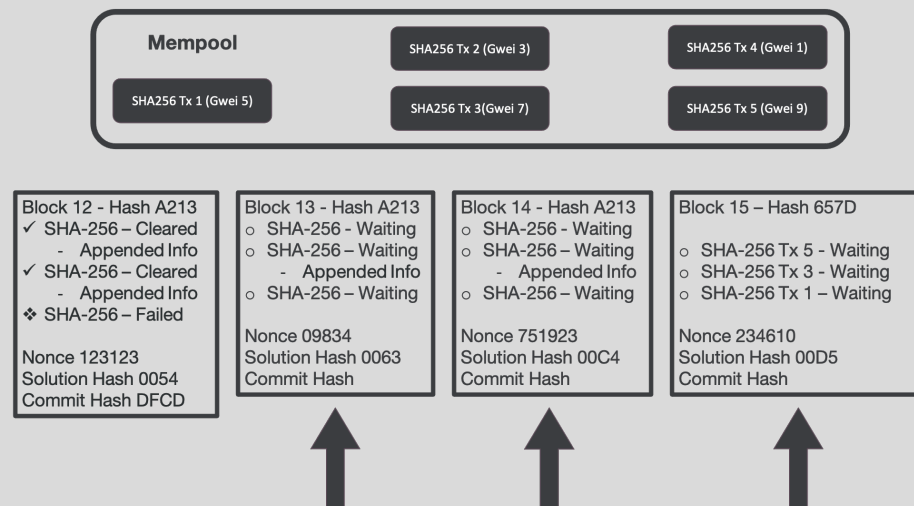 Mempool
SHA256 Tx 1 (Gwei 5)
SHA256 Tx 2 (Gwei 3)
SHA256 Tx 3(Gwei 7)
SHA256 Tx 4 (Gwei 1)
SHA256 Tx 5 (Gwei 9)
Block 12 - Hash A213
✓ SHA-256 – Cleared
- Appended Info
✓ SHA-256 – Cleared
- Appended Info
❖ SHA-256 – Failed
Nonce 123123
Solution Hash 0054
Commit Hash DFCD
Block 13 - Hash A213
o SHA-256 - Waiting
o SHA-256 – Waiting
- Appended Info
o SHA-256 – Waiting
Nonce 09834
Solution Hash 0063
Commit Hash
Block 14 - Hash A213
o SHA-256 - Waiting
o SHA-256 – Waiting
- Appended Info
o SHA-256 – Waiting
Nonce 751923
Solution Hash 00C4
Commit Hash
Block 15 – Hash 657D
o SHA-256 Tx 5 - Waiting
o SHA-256 Tx 3 - Waiting
o SHA-256 Tx 1 – Waiting
Nonce 234610
Solution Hash 00D5
Commit Hash